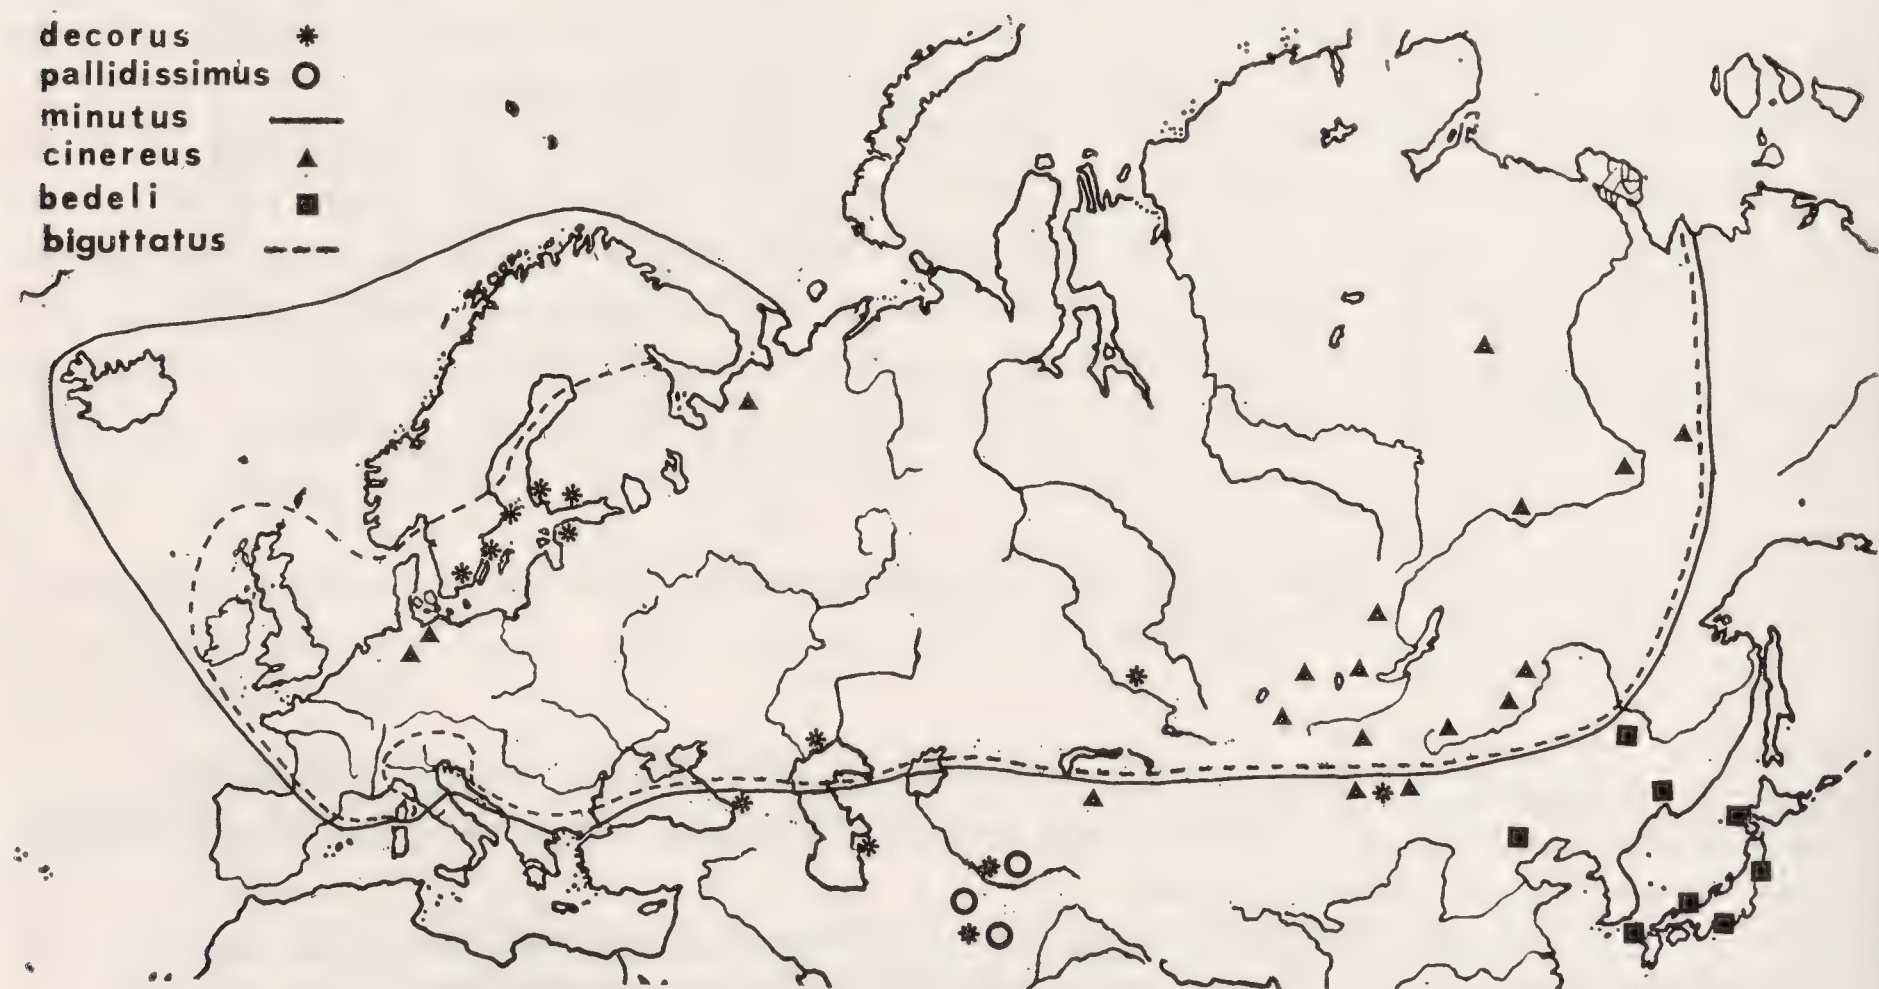 decorus
pallidissimus
minutus
cinereus
bedeli
biguttatus